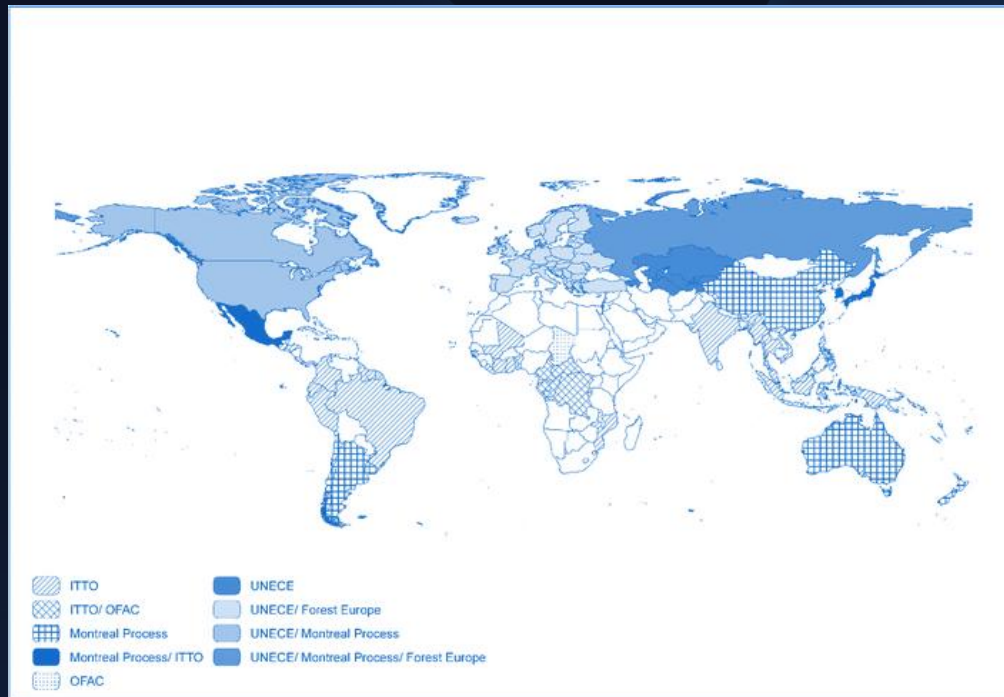 ITTO
ITTO/ OFAC
Montreal Process
Montreal Process/ ITTO
OFAC
UNECE
UNECE/ Forest Europe
UNECE/ Montreal Process
UNECE/ Montreal Process/ Forest Europe